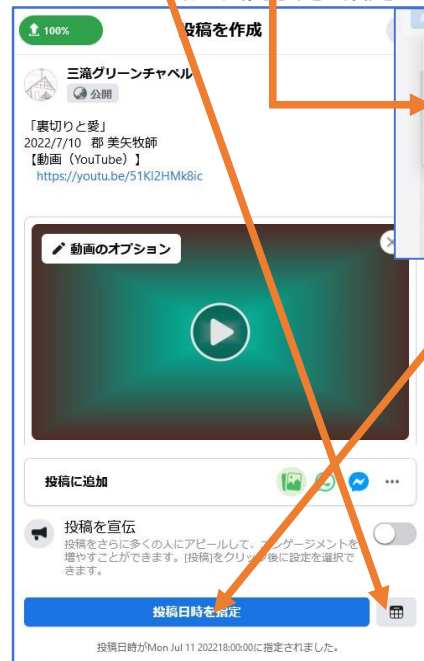 100%
投稿を作成
三滝グリーンチャペル
公開
「裏切りと愛」
2022/7/10 郡 美矢牧師
【動画（YouTube）】
https://youtu.be/51KI2HMk8ic
動画のオプション
投稿に追加
投稿を宣伝
投稿をさらに多くの人にアピールして、エンゲージメントを
増やすことができます。[投稿]をクリック後に設定を選択で
きます。
投稿日時を指定
投稿日時がMon Jul 11 202218:00:00に指定されました。